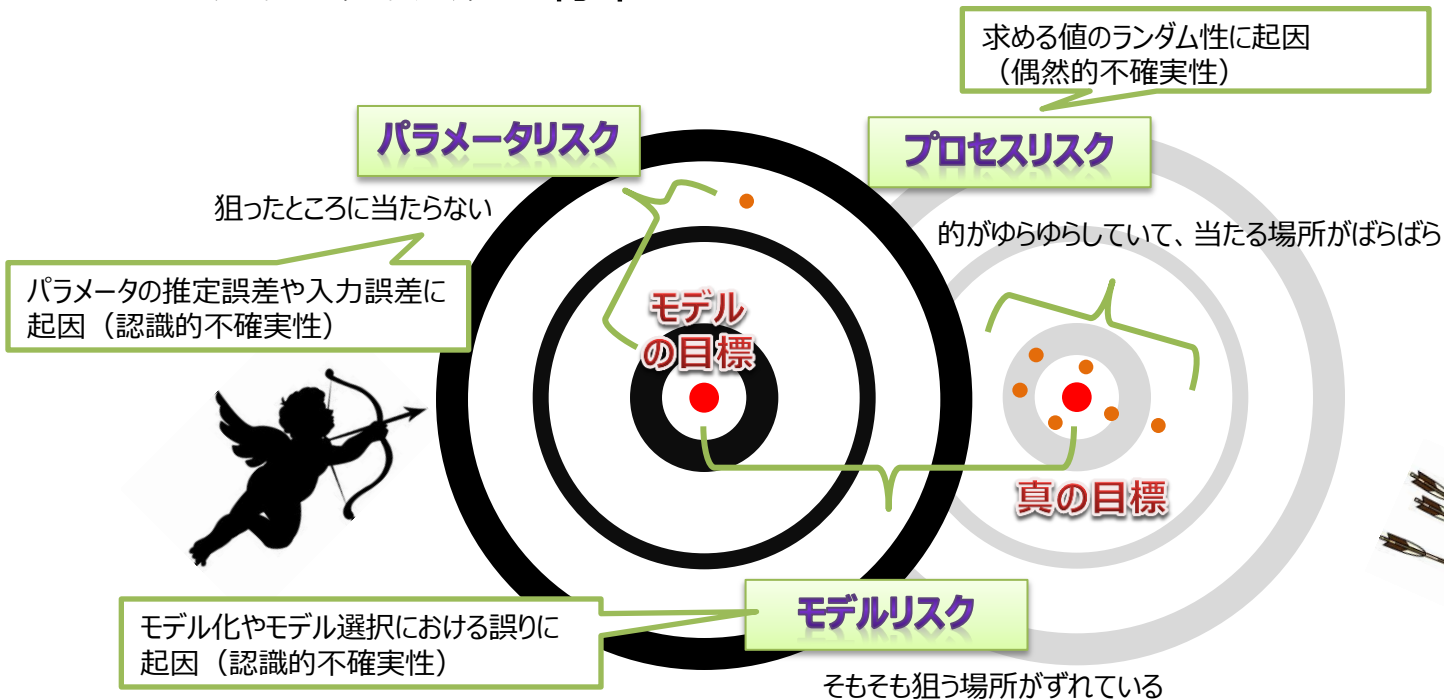 求める値のランダム性に起因
（偶然的不確実性）
パラメータリスク
プロセスリスク
狙ったところに当たらない
的がゆらゆらしていて、当たる場所がばらばら
パラメータの推定誤差や入力誤差に
起因（認識的不確実性）
モデル
の目標
真の目標
モデルリスク
モデル化やモデル選択における誤りに
起因（認識的不確実性）
そもそも狙う場所がずれている